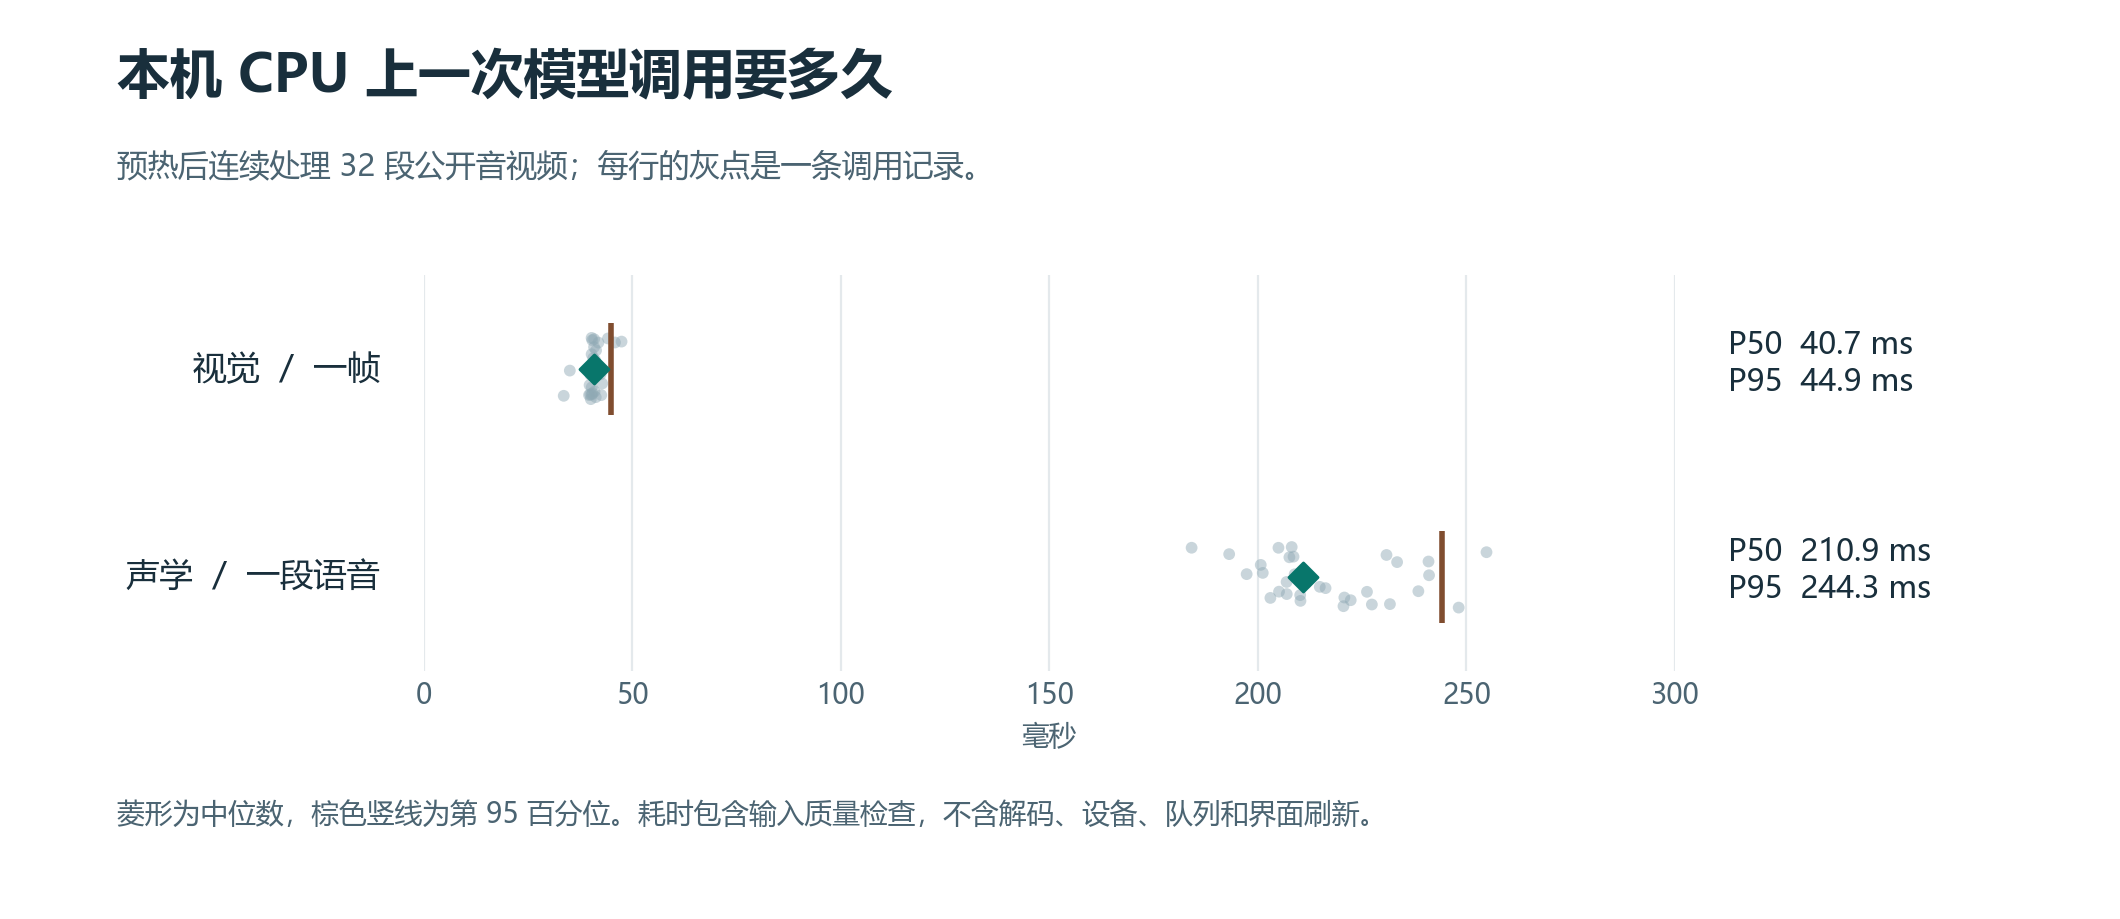 本机 CPU 上一次模型调用要多久
预热后连续处理 32 段公开音视频；每行的灰点是一条调用记录。
视觉 / 一帧
P50 40.7 ms
P95 44.9 ms
声学 / 一段语音
P50 210.9 ms
P95 244.3 ms
0 50 100 150 200 250 300
毫秒
菱形为中位数，棕色竖线为第 95 百分位。耗时包含输入质量检查，不含解码、设备、队列和界面刷新。